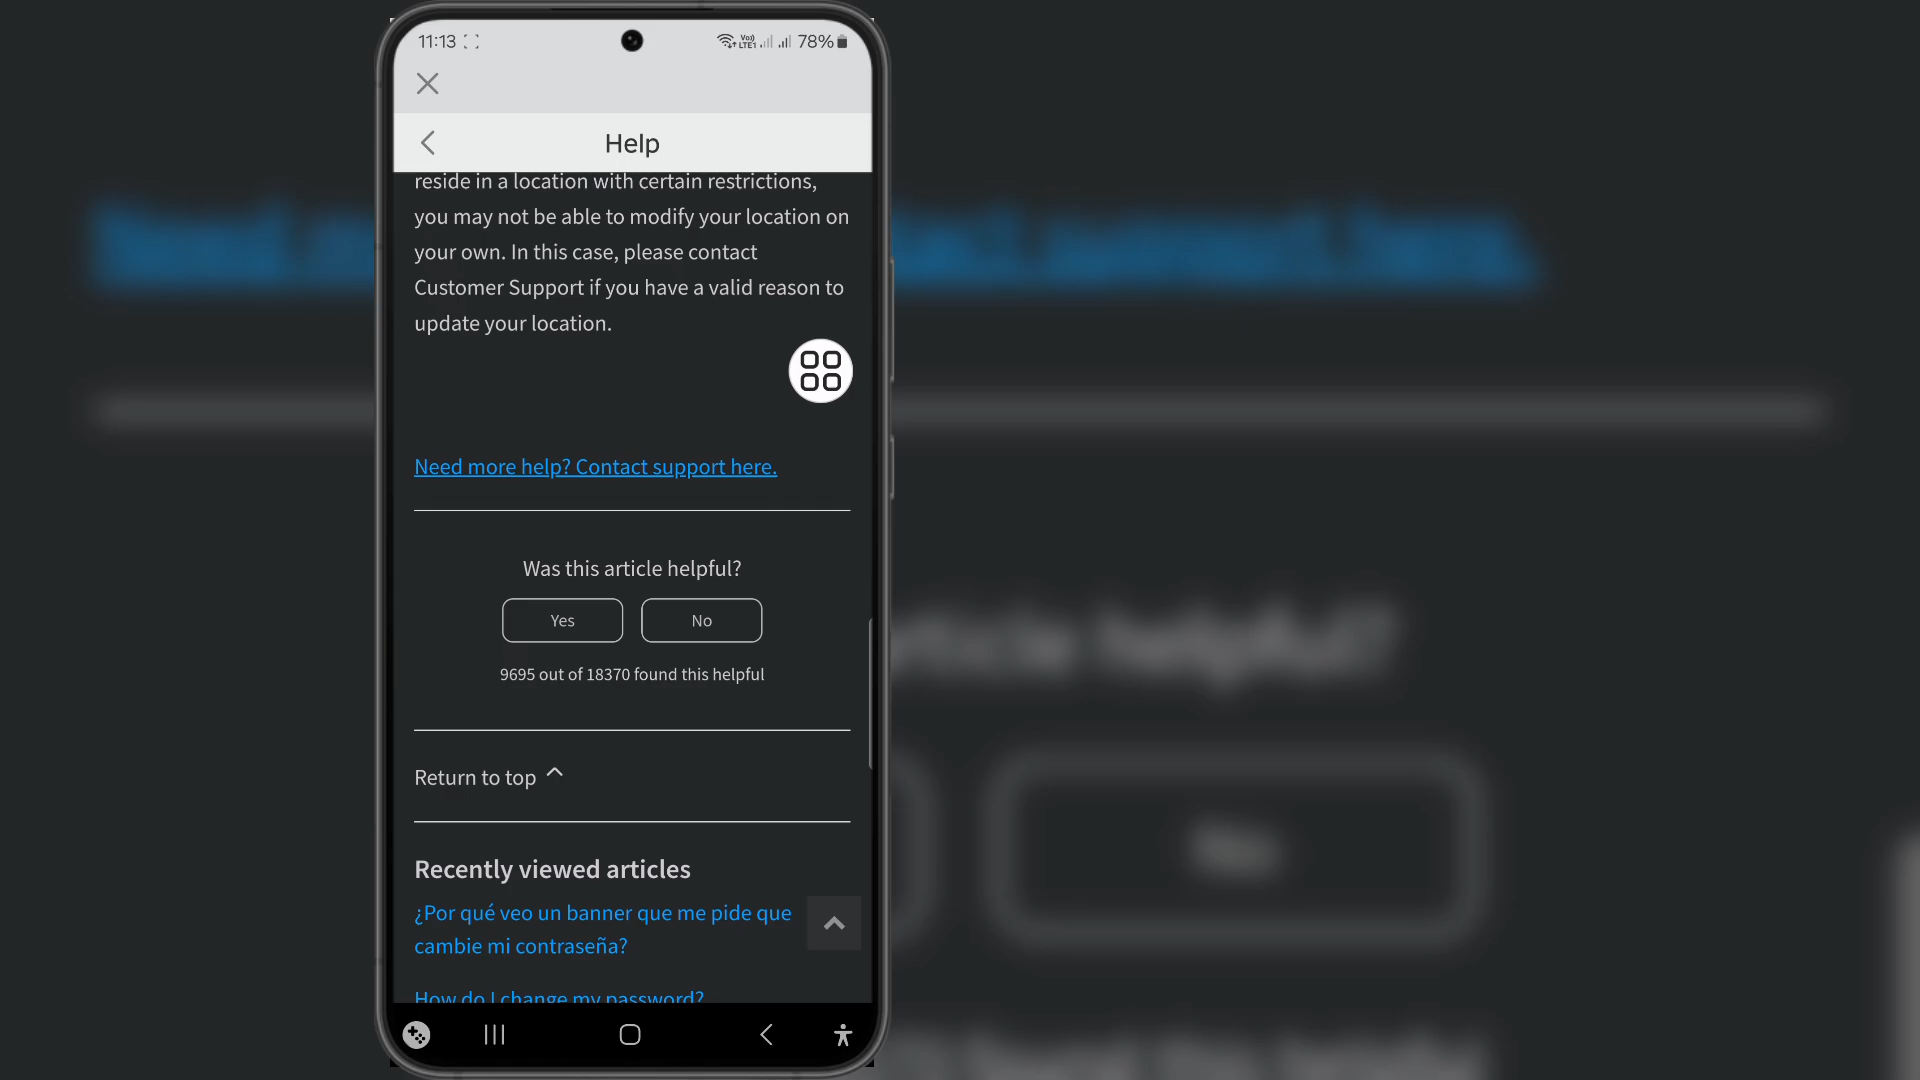 11:13
Vo))
LTE1
78%
Help
reside in a location with certain restrictions,
you may not be able to modify your location on
your own. In this case, please contact
Customer Support if you have a valid reason to
update your location.
Need more help? Contact support here.
Was this article helpful?
Yes No
9695 out of 18370 found this helpful
Return to top
Recently viewed articles
¿Por qué veo un banner que me pide que
cambie mi contraseña?
How do I change my password?